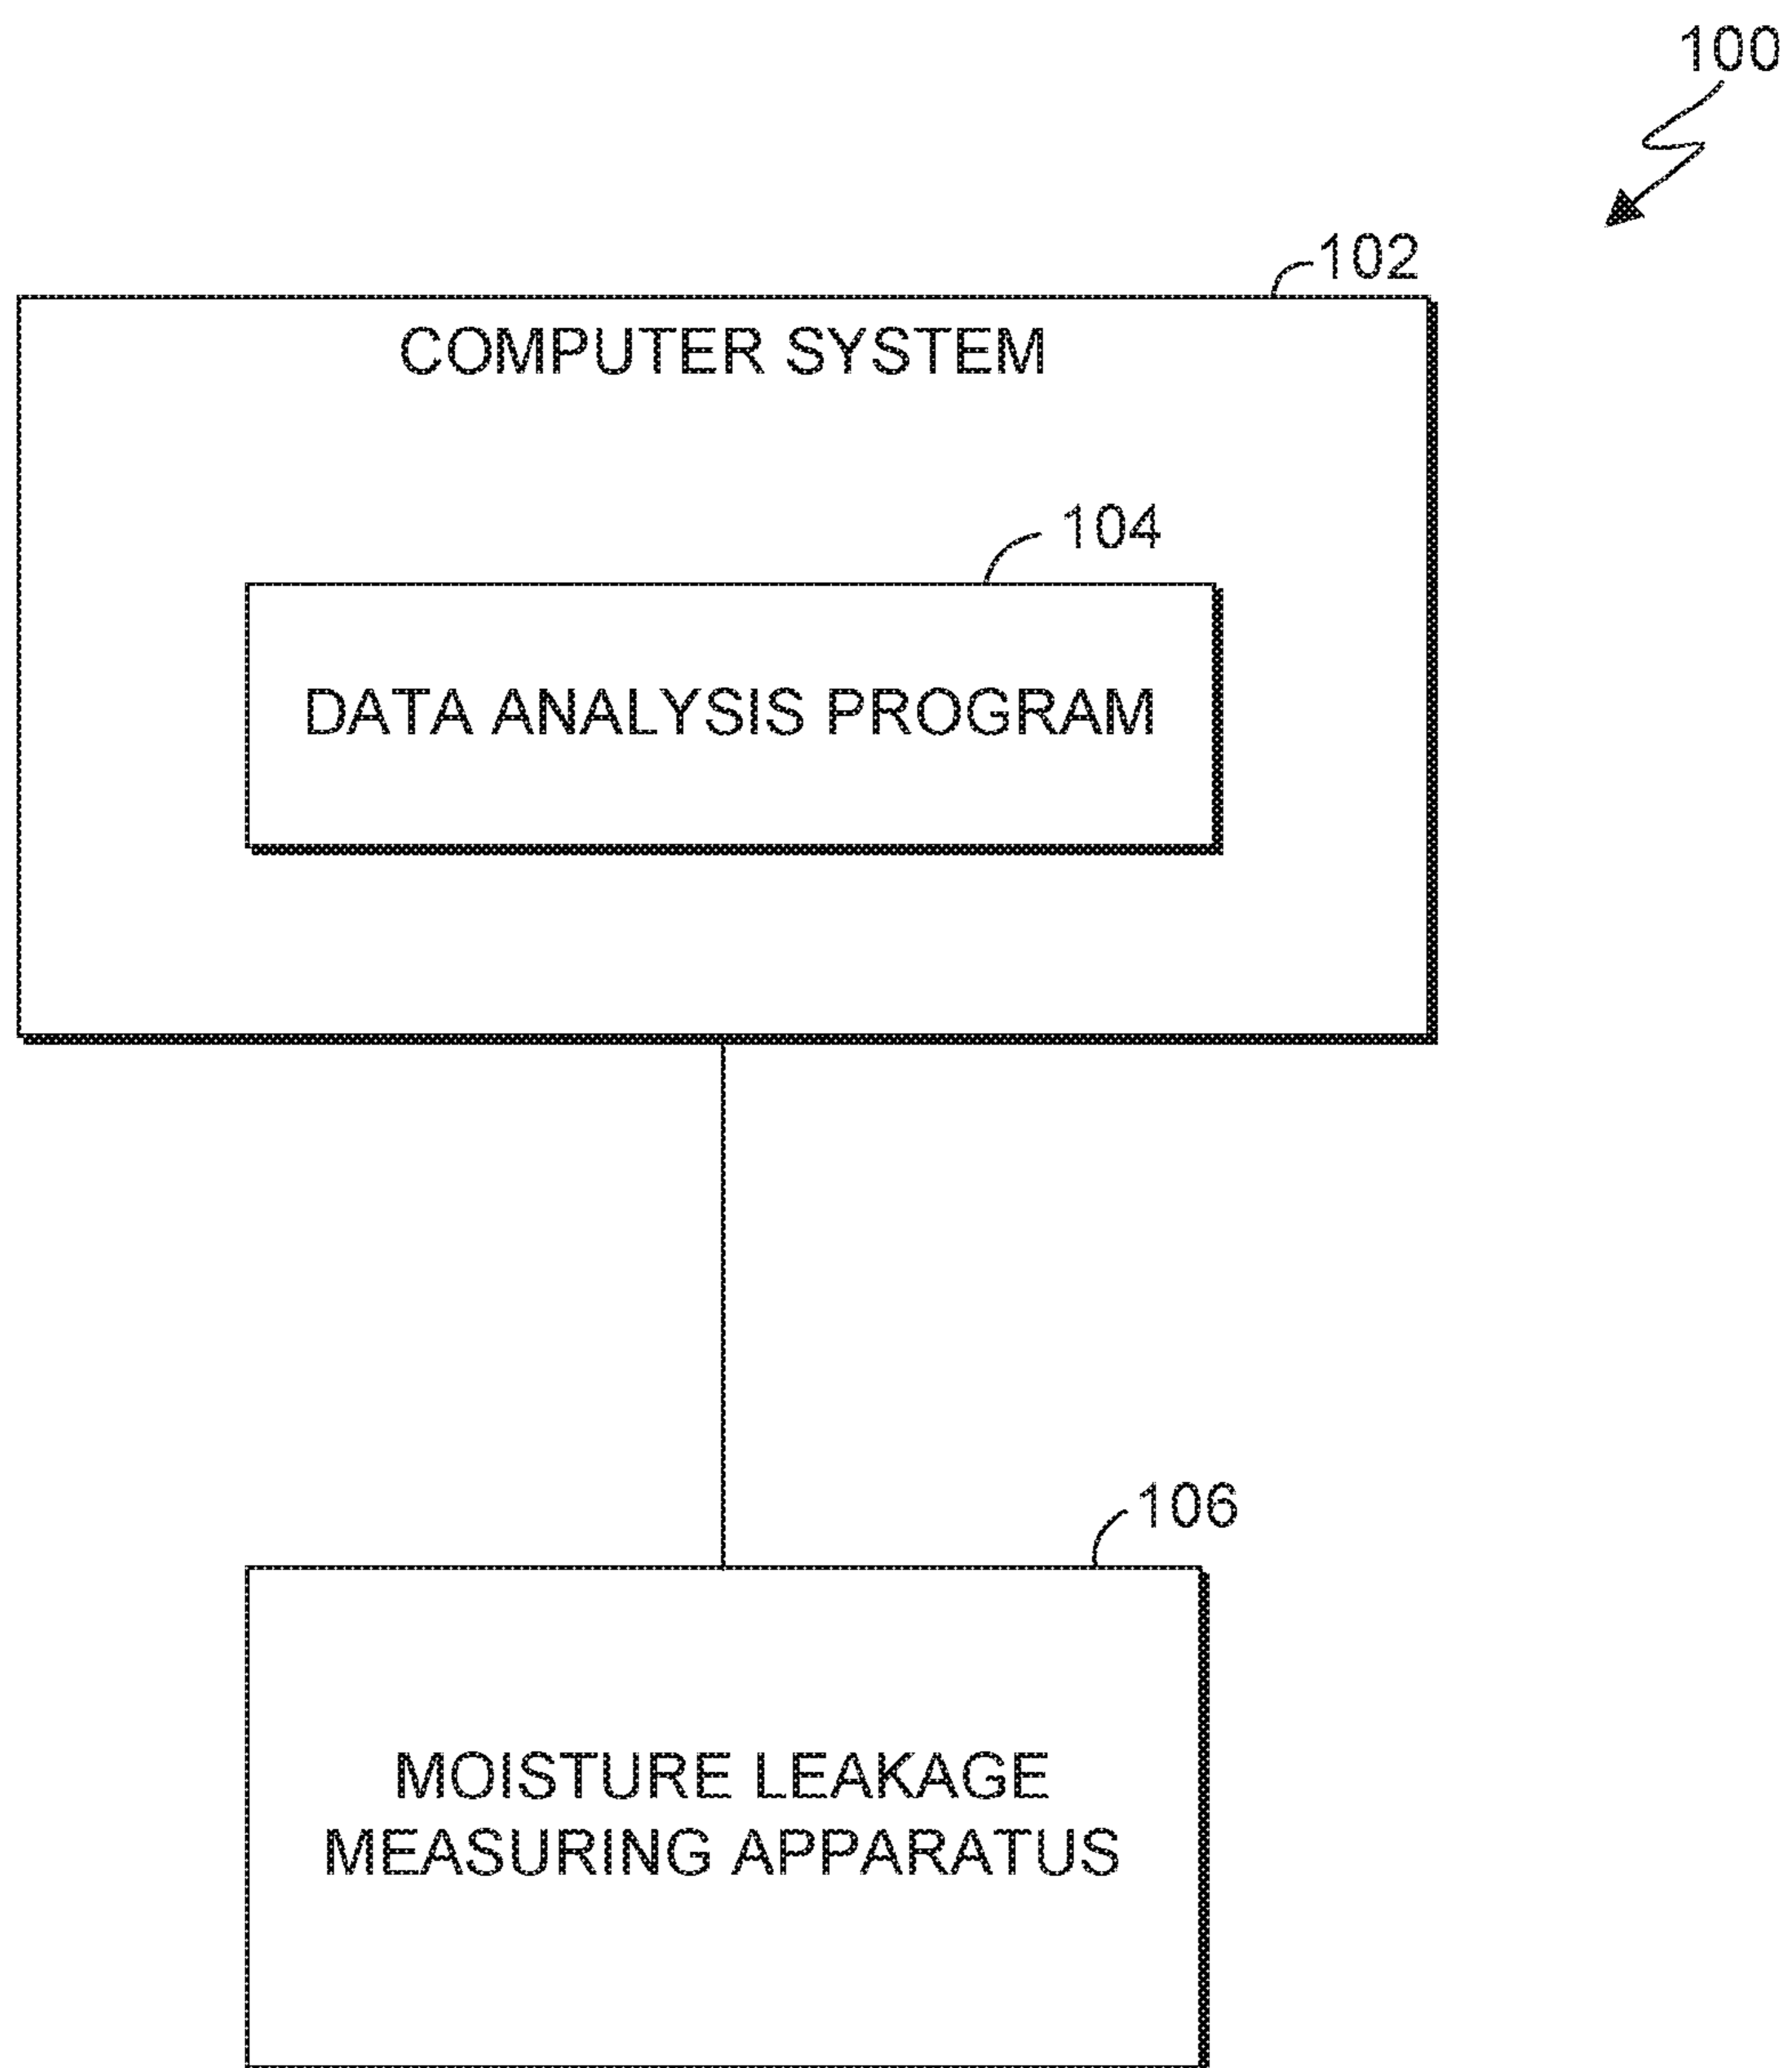 100
102
COMPUTER SYSTEM
104
DATA ANALYSIS PROGRAM
106
MOISTURE LEAKAGE
MEASURING APPARATUS